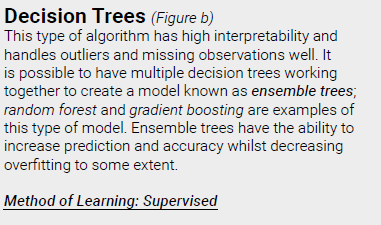 Decision Trees (Figure b)
This type of algorithm has high interpretability and
handles outliers and missing observations well. It
is possible to have multiple decision trees working
together to create a model known as ensemble trees;
random forest and gradient boosting are examples of
this type of model. Ensemble trees have the ability to
increase prediction and accuracy whilst decreasing
overfitting to some extent.
Method of Learning: Supervised